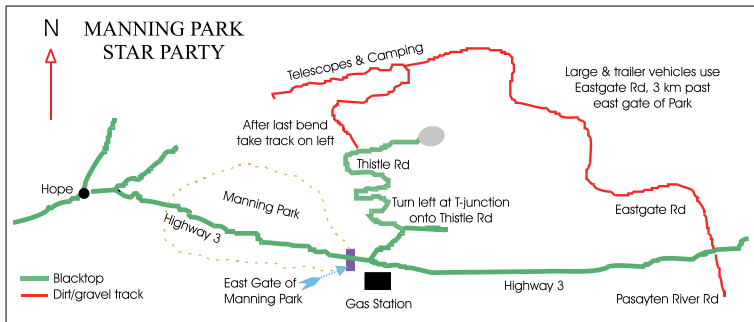 N
MANNING PARK
STAR PARTY
Telescopes & Camping
Large & trailer vehicles use
Eastgate Rd, 3 km past
east gate of Park
After last bend
take track on left
Thistle Rd
Hope
Manning Park
Turn left at T-junction
onto Thistle Rd
Eastgate Rd
Highway 3
East Gate of
Manning Park
Gas Station
Highway 3
Pasayten River Rd
Blacktop
Dirt/gravel track